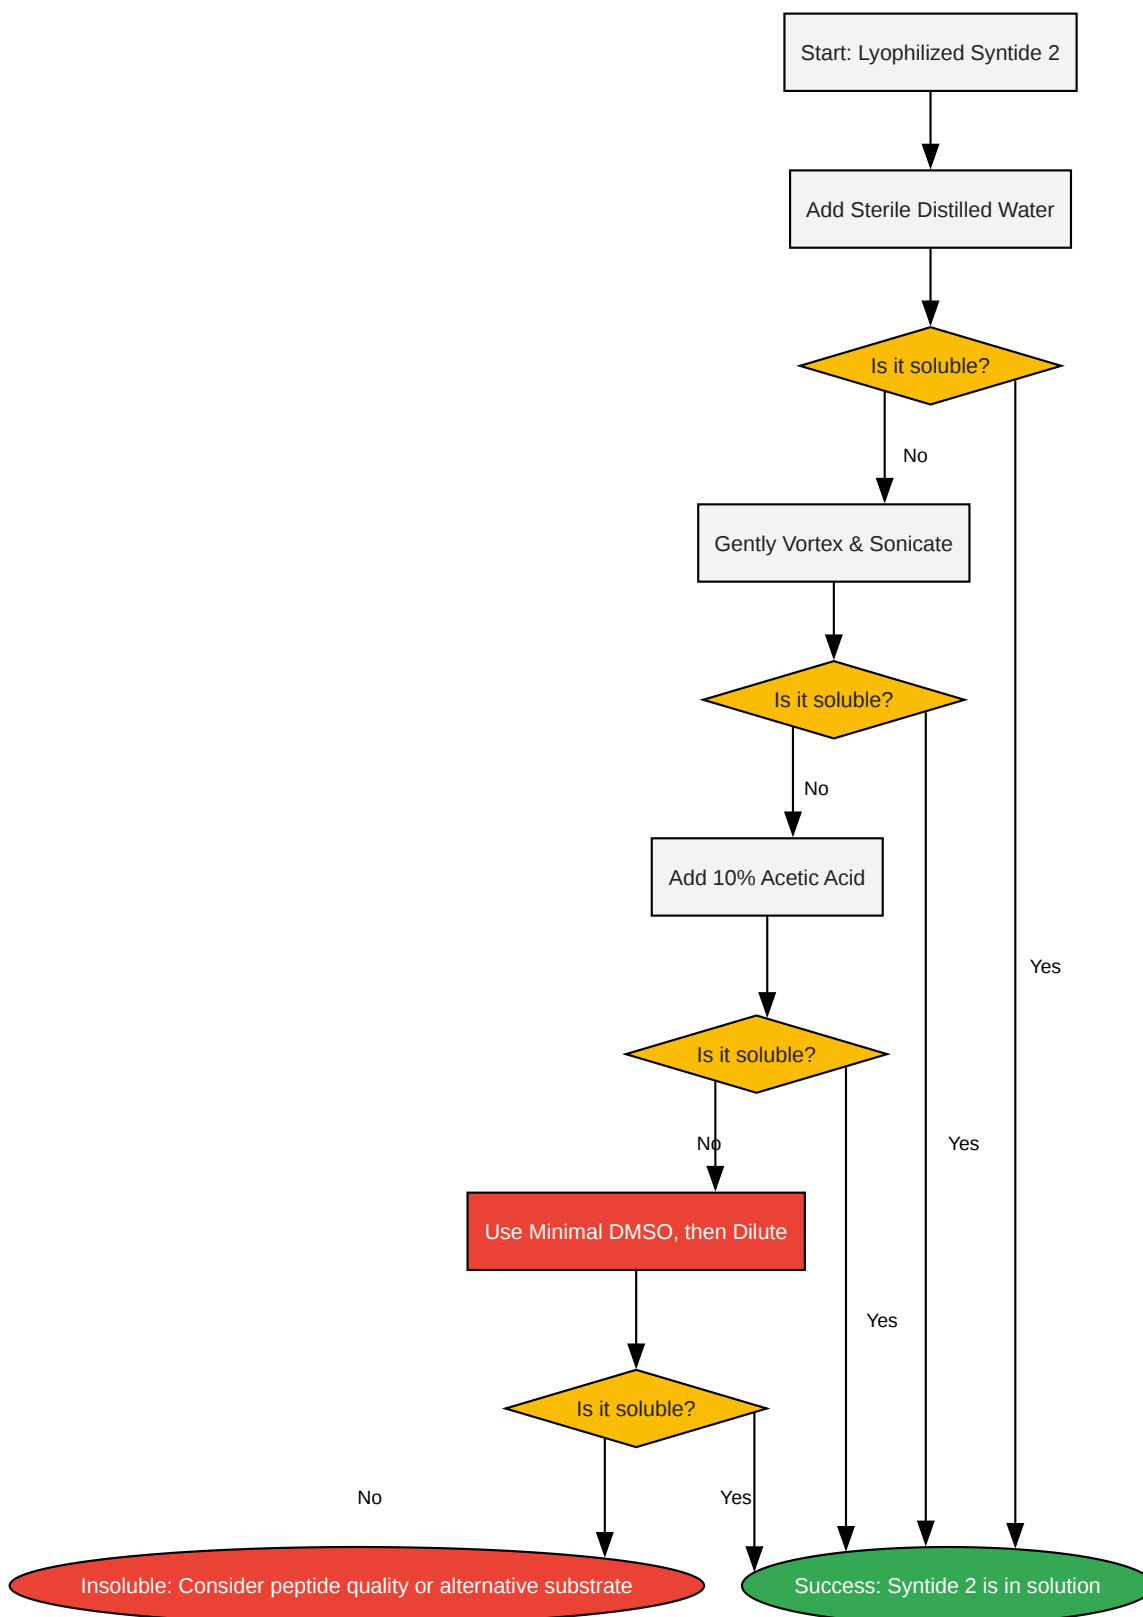 Start: Lyophilized Syntide 2
Add Sterile Distilled Water
Is it soluble?
No
Gently Vortex & Sonicate
Is it soluble?
No
Add 10% Acetic Acid
Yes
Is it soluble?
No
Yes
Use Minimal DMSO, then Dilute
Yes
Is it soluble?
No
Yes
Insoluble: Consider peptide quality or alternative substrate
Success: Syntide 2 is in solution